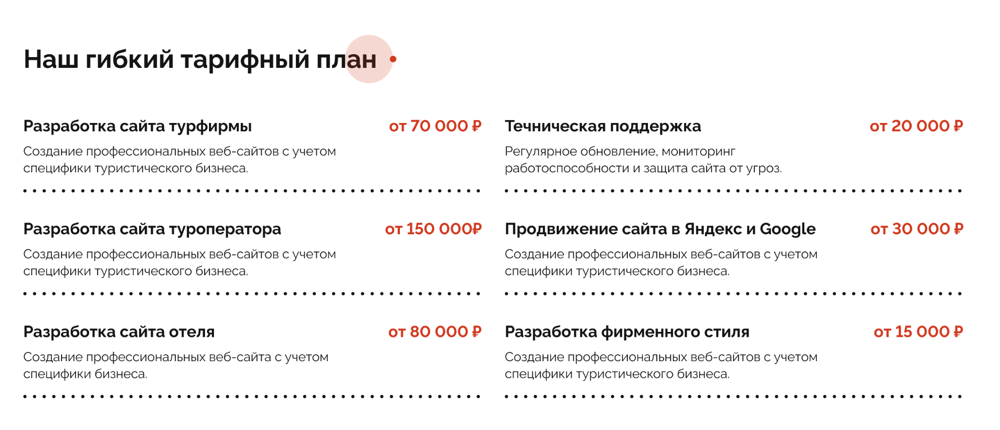 Наш гибкий тарифный план
Разработка сайта турфирмы
от 70 000 ₽
Создание профессиональных веб-сайтов с учетом
специфики туристического бизнеса.
Течническая поддержка
от 20 000 ₽
Регулярное обновление, мониторинг
работоспособности и защита сайта от угроз.
Разработка сайта туроператора
от 150 000₽
Создание профессиональных веб-сайтов с учетом
специфики туристического бизнеса.
Продвижение сайта в Яндекс и Google
от 30 000 ₽
Создание профессиональных веб-сайтов с учетом
специфики туристического бизнеса.
Разработка сайта отеля
от 80 000 ₽
Создание профессиональных веб-сайта с учетом
специфики бизнеса.
Разработка фирменного стиля
от 15 000 ₽
Создание профессиональных веб-сайтов с учетом
специфики туристического бизнеса.